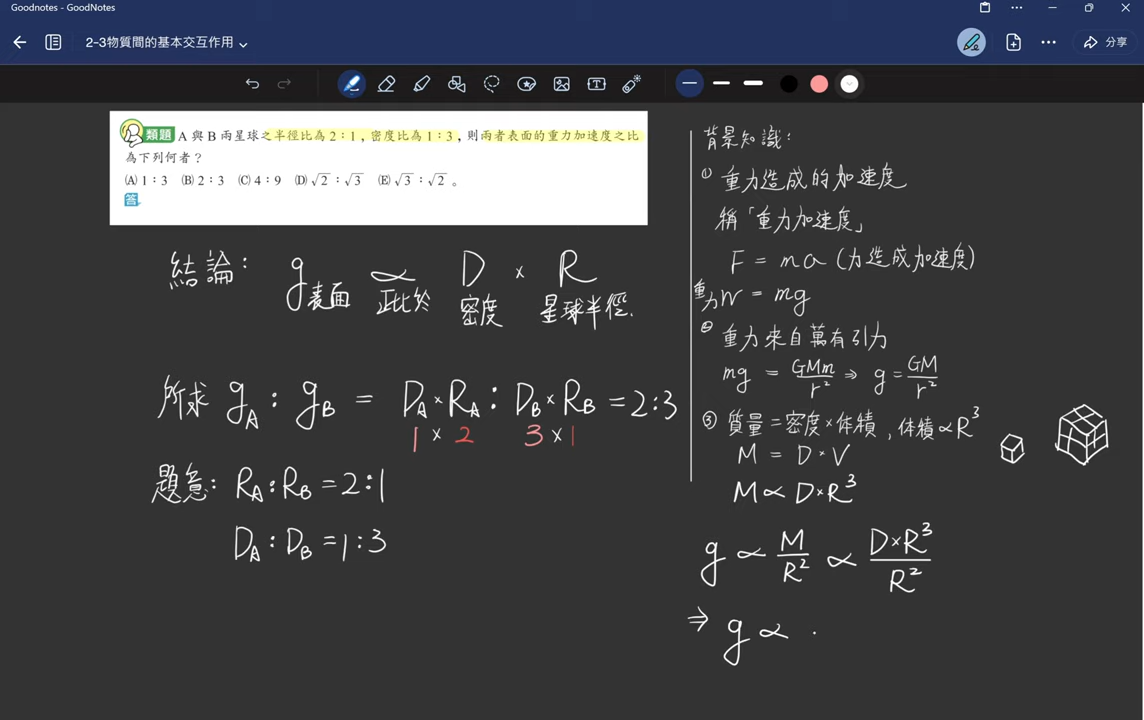 Goodnotes - GoodNotes
2-3物質間的基本交互作用
分享
類題 A 與 B 兩星球之半徑比為 2：1，密度比為 1：3，則兩者表面的重力加速度之比
為下列何者？
(A) 1：3 (B) 2：3 (C) 4：9 (D) √2：√3 (E) √3：√2 。
答
結論: g表面 ∝ D × R
正比於 密度 星球半徑.
所求 gA : gB = DA×RA : DB×RB = 2:3
1 × 2 3 × 1
題意: RA:RB = 2:1
DA:DB = 1:3
背景知識:
① 重力造成的加速度
稱「重力加速度」
F = ma (力造成加速度)
重力W = mg
② 重力來自萬有引力
mg = GMm/r² ⇒ g = GM/r²
③ 質量=密度×体積, 体積∝R³
M = D × V
M ∝ D×R³
g ∝ M/R² ∝ D×R³/R²
⇒ g ∝